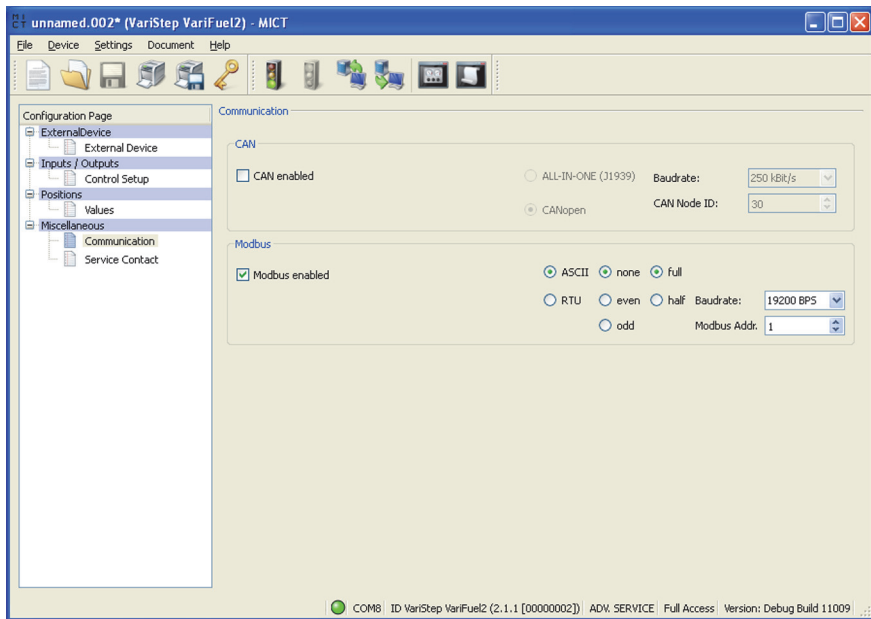 unnamed.002* (VariStep VariFuel2) - MICT
File Device Settings Document Help
Configuration Page
ExternalDevice
External Device
Inputs / Outputs
Control Setup
Positions
Values
Miscellaneous
Communication
Service Contact
Communication
CAN
CAN enabled
ALL-IN-ONE (J1939) Baudrate: 250 kBit/s
CANopen CAN Node ID: 30
Modbus
Modbus enabled
ASCII none full
RTU even half Baudrate: 19200 BPS
odd Modbus Addr. 1
COM8 ID VariStep VariFuel2 (2.1.1 [00000002]) ADV. SERVICE Full Access Version: Debug Build 11009